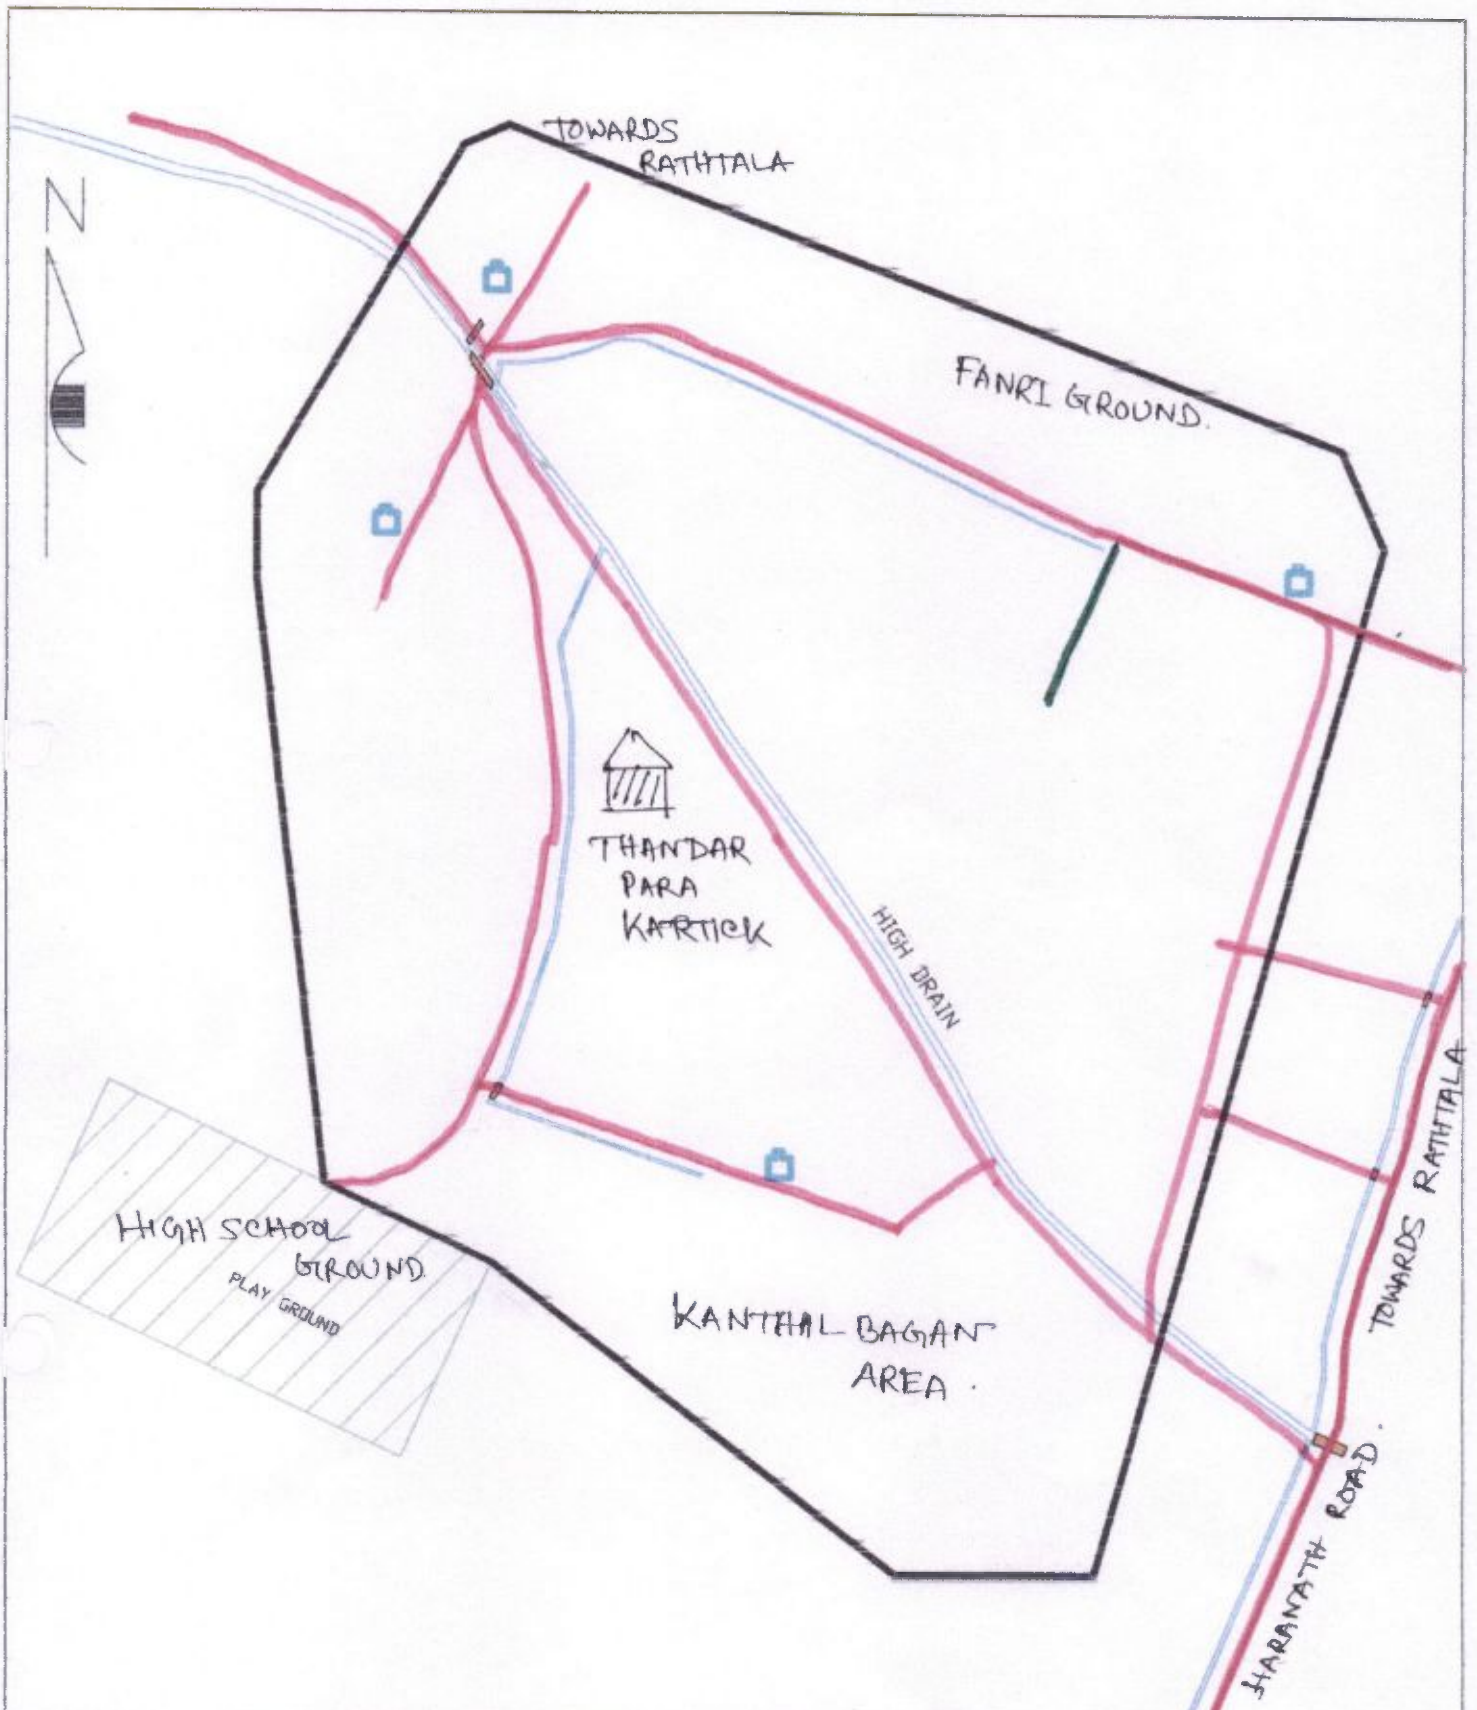 TOWARDS
RATHTALA
N
FANRI GROUND.
THANDAR
PARA
KARTICK
HIGH DRAIN
HIGH SCHOOL
GROUND.
PLAY GROUND
KANTHAL BAGAN
AREA.
TOWARDS RATHTALA
HARANATH ROAD.